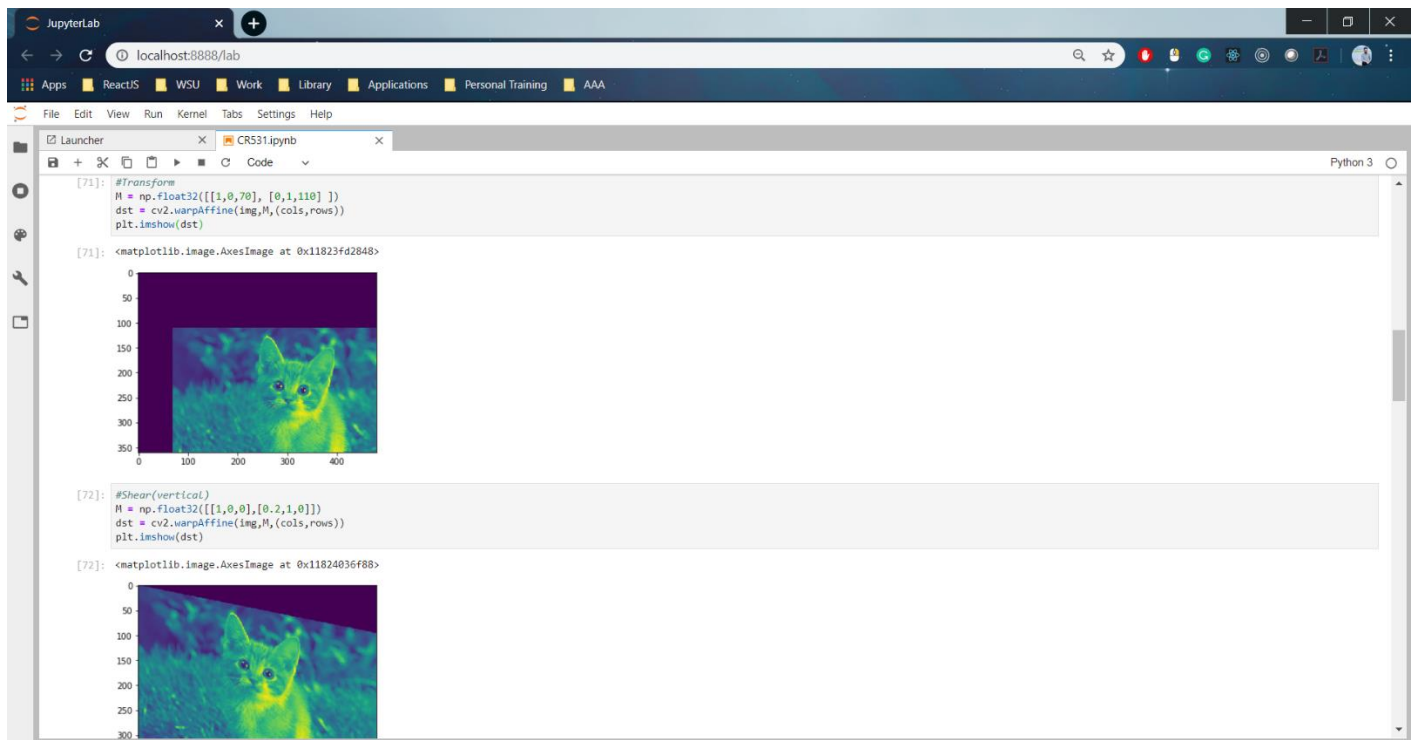 JupyterLab
localhost:8888/lab
Apps ReactJS WSU Work Library Applications Personal Training AAA
File Edit View Run Kernel Tabs Settings Help
Launcher CR531.ipynb
Code Python 3
[71]: #Transform
M = np.float32([[1,0,70], [0,1,110] ])
dst = cv2.warpAffine(img,M,(cols,rows))
plt.imshow(dst)
[71]: <matplotlib.image.AxesImage at 0x11823fd2848>
0
50
100
150
200
250
300
350
0 100 200 300 400
[72]: #Shear(vertical)
M = np.float32([[1,0,0],[0.2,1,0]])
dst = cv2.warpAffine(img,M,(cols,rows))
plt.imshow(dst)
[72]: <matplotlib.image.AxesImage at 0x11824036f88>
0
50
100
150
200
250
300